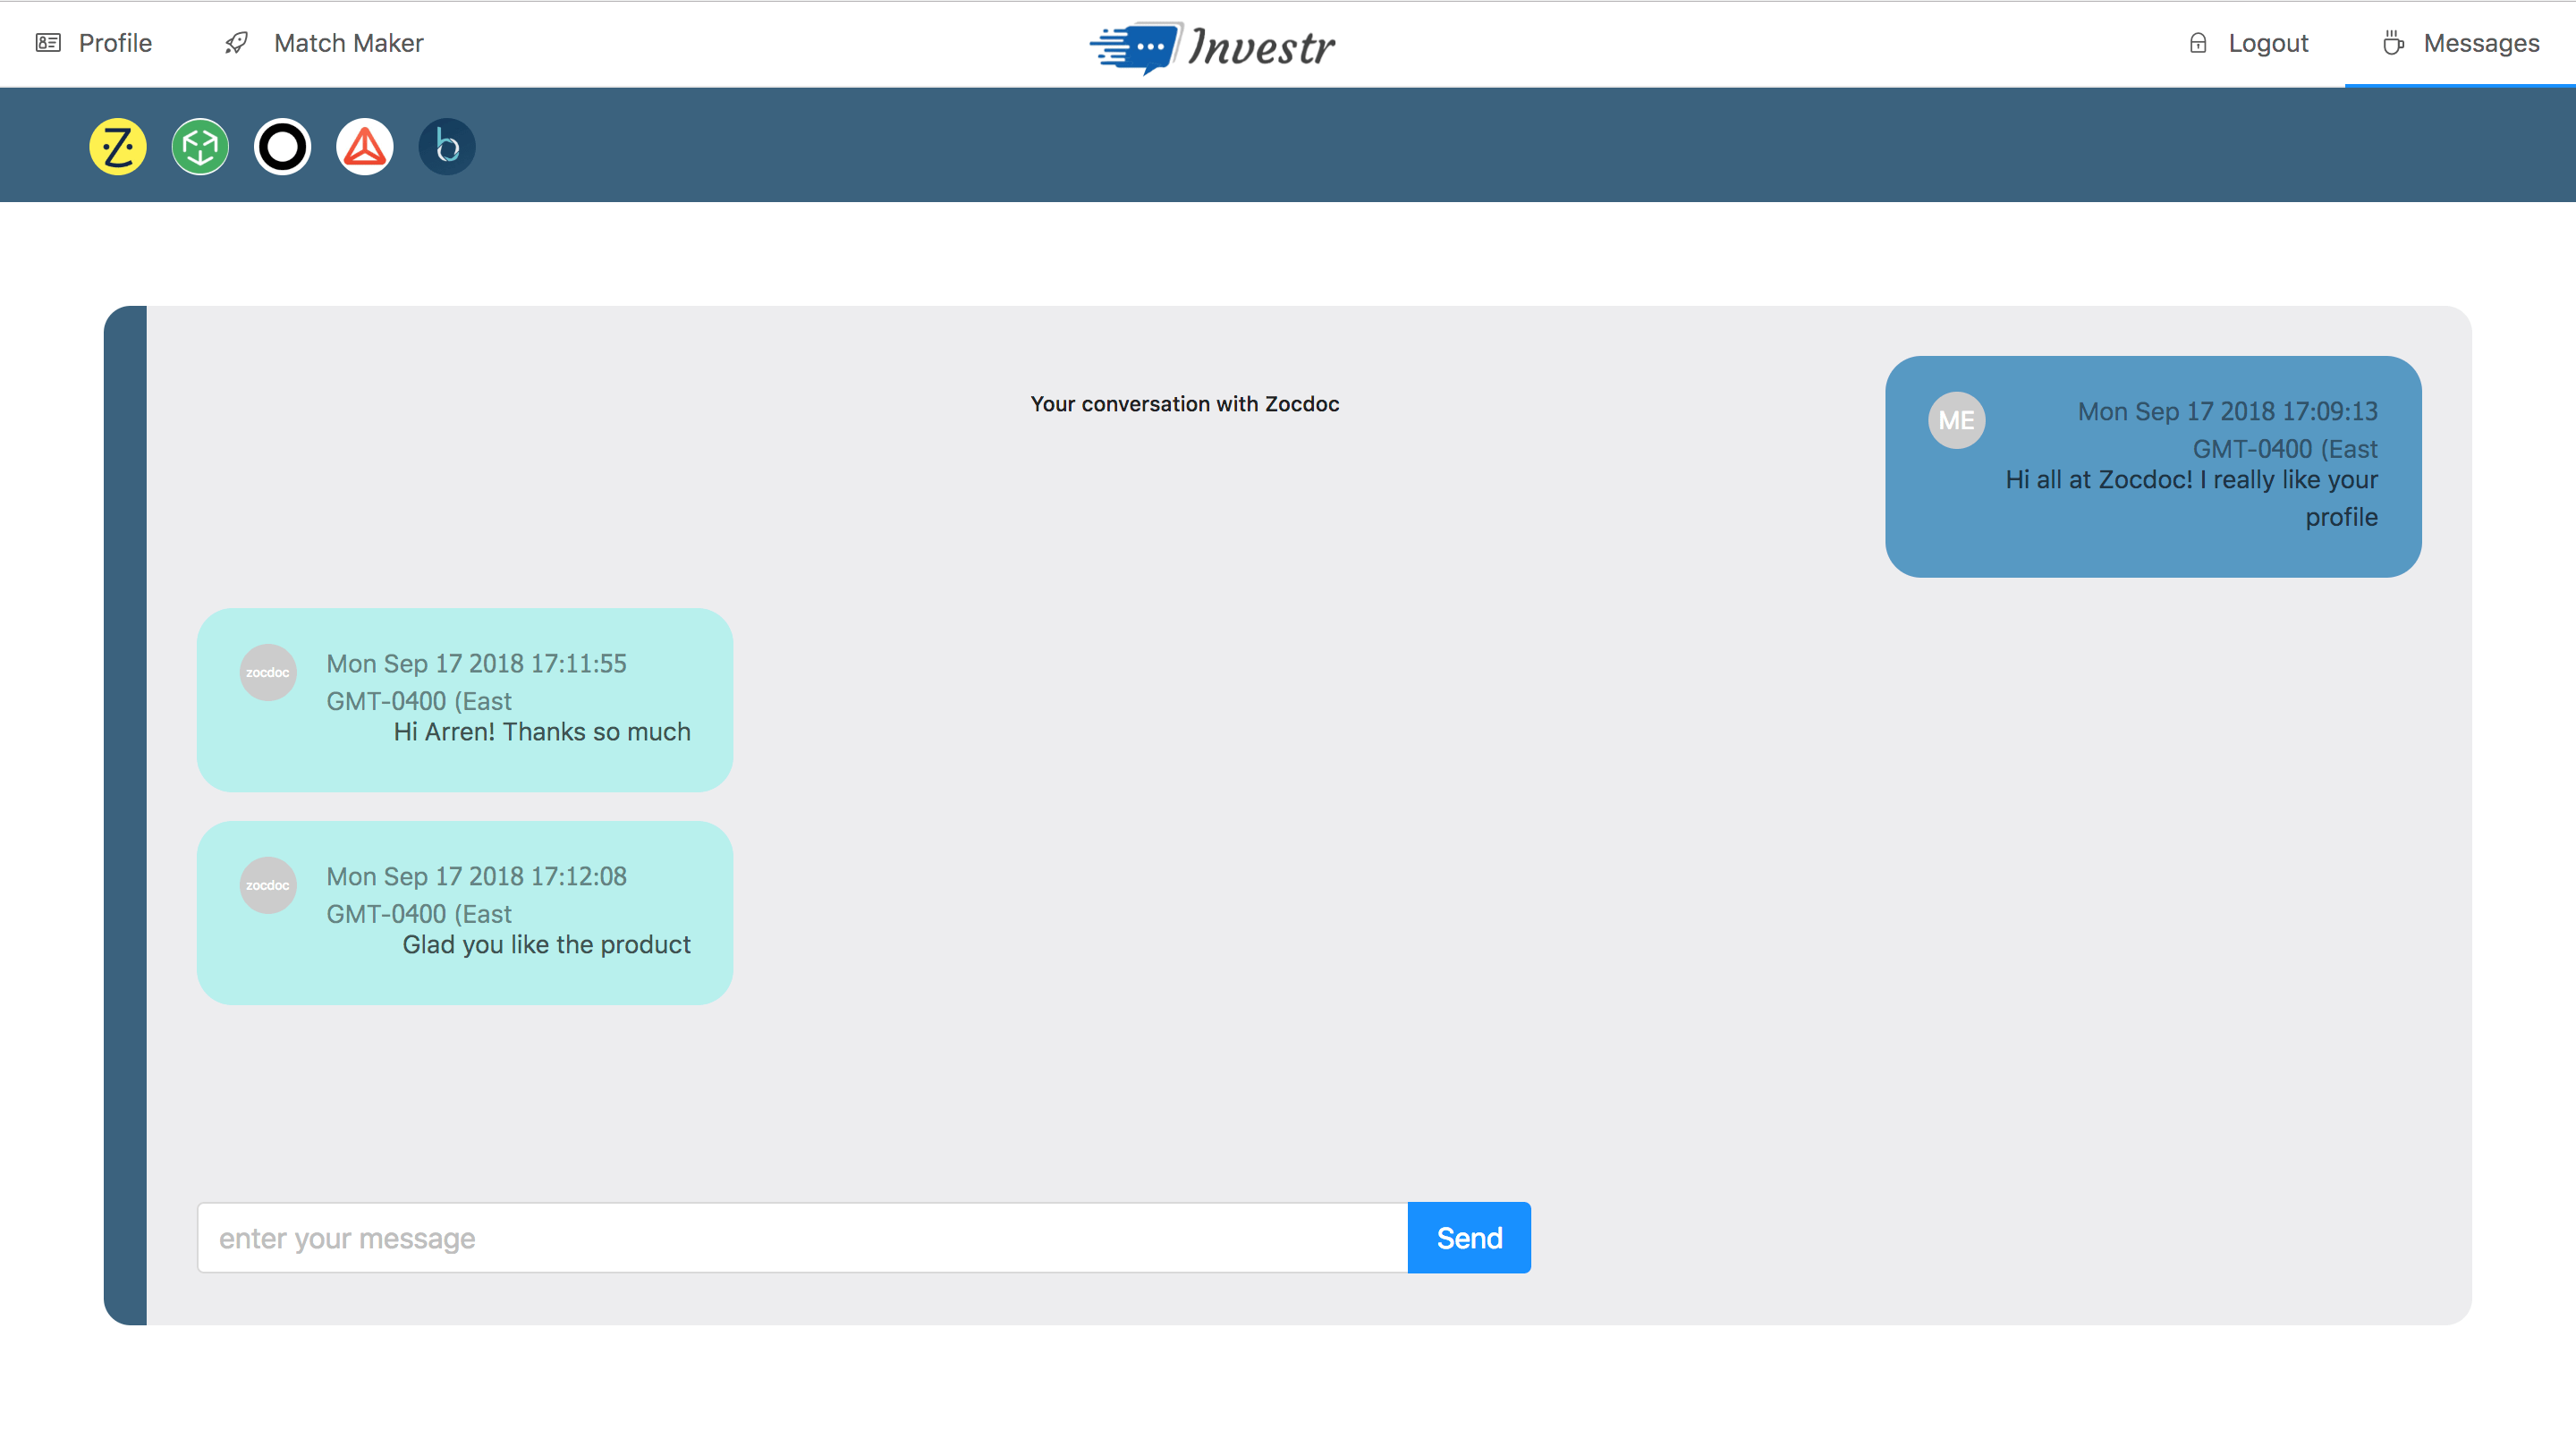 Profile
Match Maker
Investr
Logout
Messages
Z
b
Your conversation with Zocdoc
ME
Mon Sep 17 2018 17:09:13
GMT-0400 (East
Hi all at Zocdoc! I really like your
profile
zocdoc
Mon Sep 17 2018 17:11:55
GMT-0400 (East
Hi Arren! Thanks so much
zocdoc
Mon Sep 17 2018 17:12:08
GMT-0400 (East
Glad you like the product
enter your message
Send